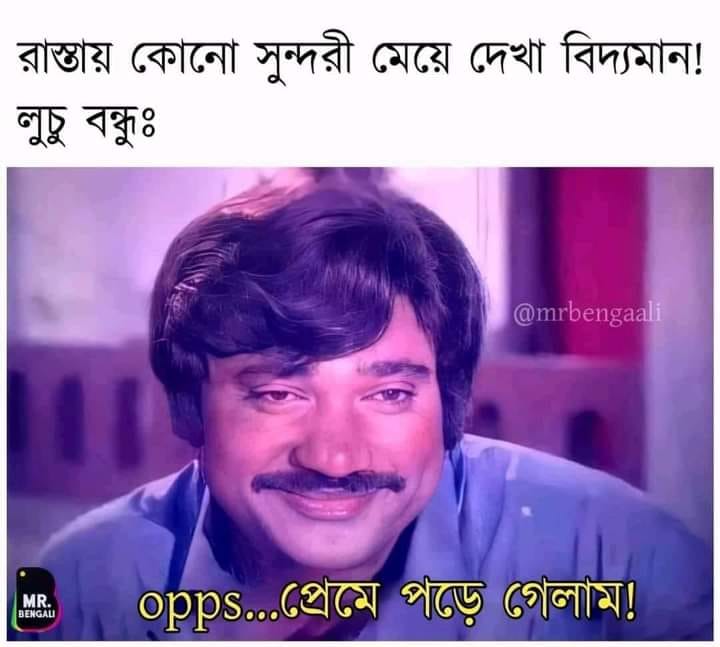 রাস্তায় কোনো সুন্দরী মেয়ে দেখা বিদ্যমান!
লুচু বন্ধুঃ
@mrbengaali
MR.
BENGALI
opps...প্রেমে পড়ে গেলাম!